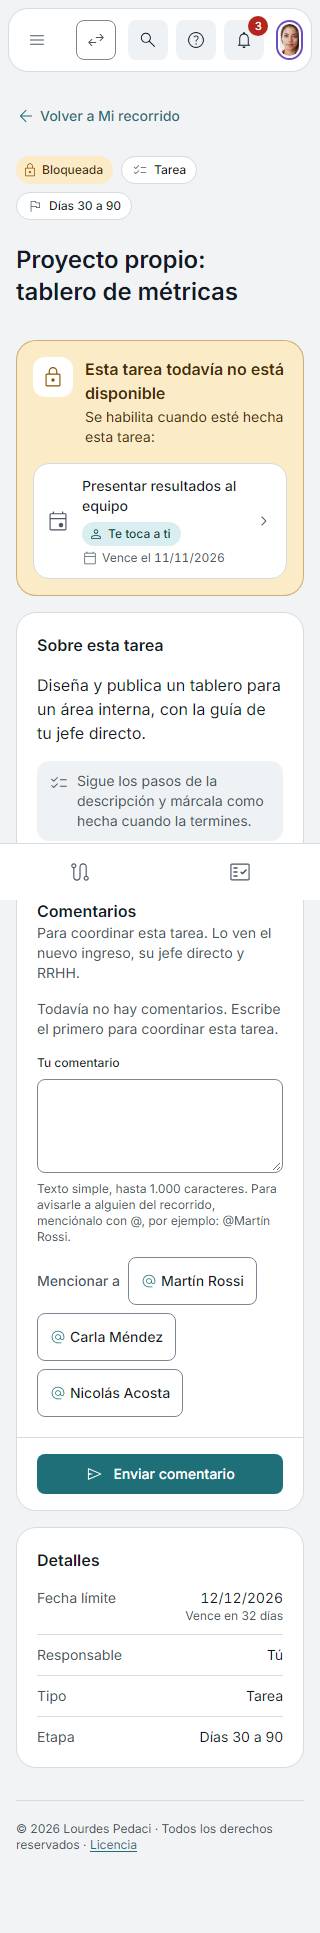 3
Volver a Mi recorrido
Bloqueada
Tarea
Días 30 a 90
Proyecto propio:
tablero de métricas
Esta tarea todavía no está
disponible
Se habilita cuando esté hecha
esta tarea:
Presentar resultados al
equipo
Te toca a ti
Vence el 11/11/2026
Sobre esta tarea
Diseña y publica un tablero para
un área interna, con la guía de
tu jefe directo.
Sigue los pasos de la
descripción y márcala como
hecha cuando la termines.
Comentarios
Para coordinar esta tarea. Lo ven el
nuevo ingreso, su jefe directo y
RRHH.
Todavía no hay comentarios. Escribe
el primero para coordinar esta tarea.
Tu comentario
Texto simple, hasta 1.000 caracteres. Para
avisarle a alguien del recorrido,
menciónalo con @, por ejemplo: @Martín
Rossi.
Mencionar a
@ Martín Rossi
@ Carla Méndez
@ Nicolás Acosta
Enviar comentario
Detalles
Fecha límite 12/12/2026
Vence en 32 días
Responsable Tú
Tipo Tarea
Etapa Días 30 a 90
© 2026 Lourdes Pedaci · Todos los derechos
reservados · Licencia